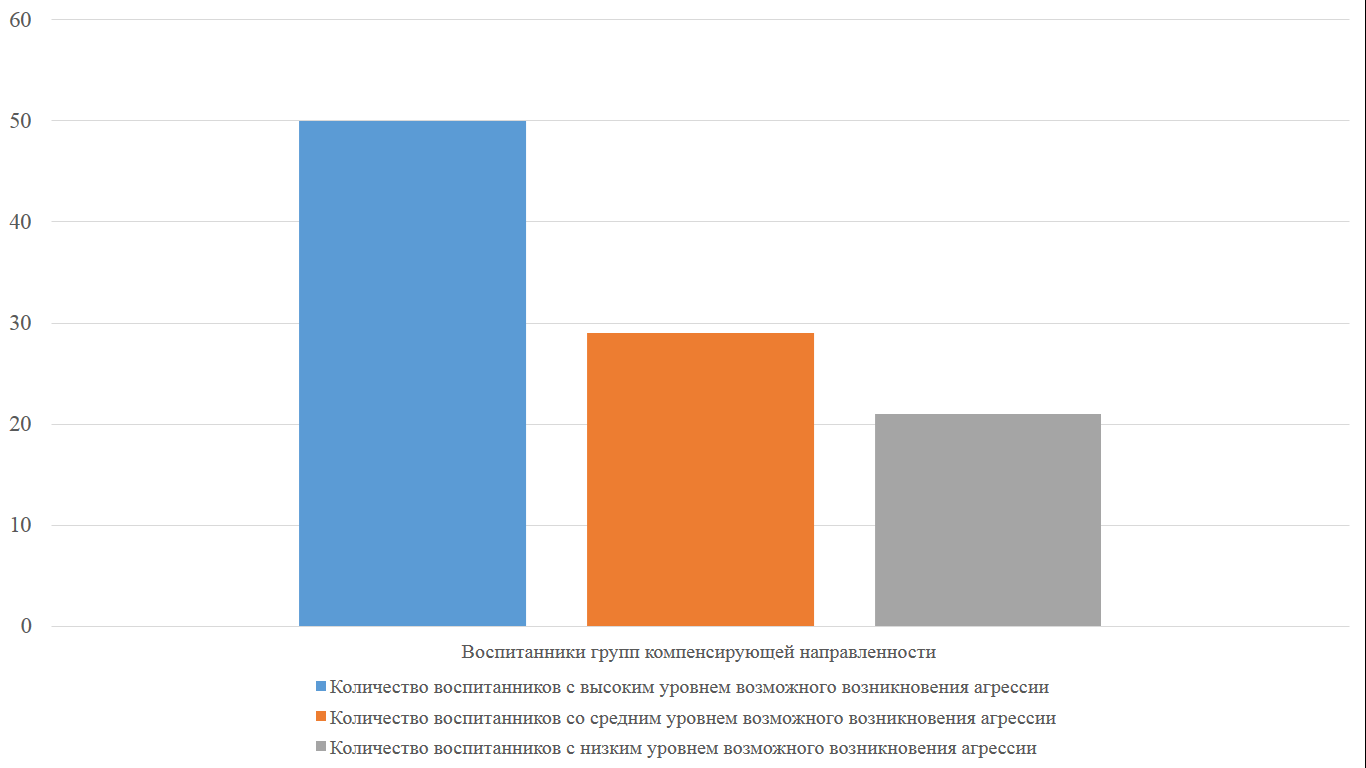 60
50
40
30
20
10
0
Воспитанники групп компенсирующей направленности
Количество воспитанников с высоким уровнем возможного возникновения агрессии
Количество воспитанников со средним уровнем возможного возникновения агрессии
Количество воспитанников с низким уровнем возможного возникновения агрессии